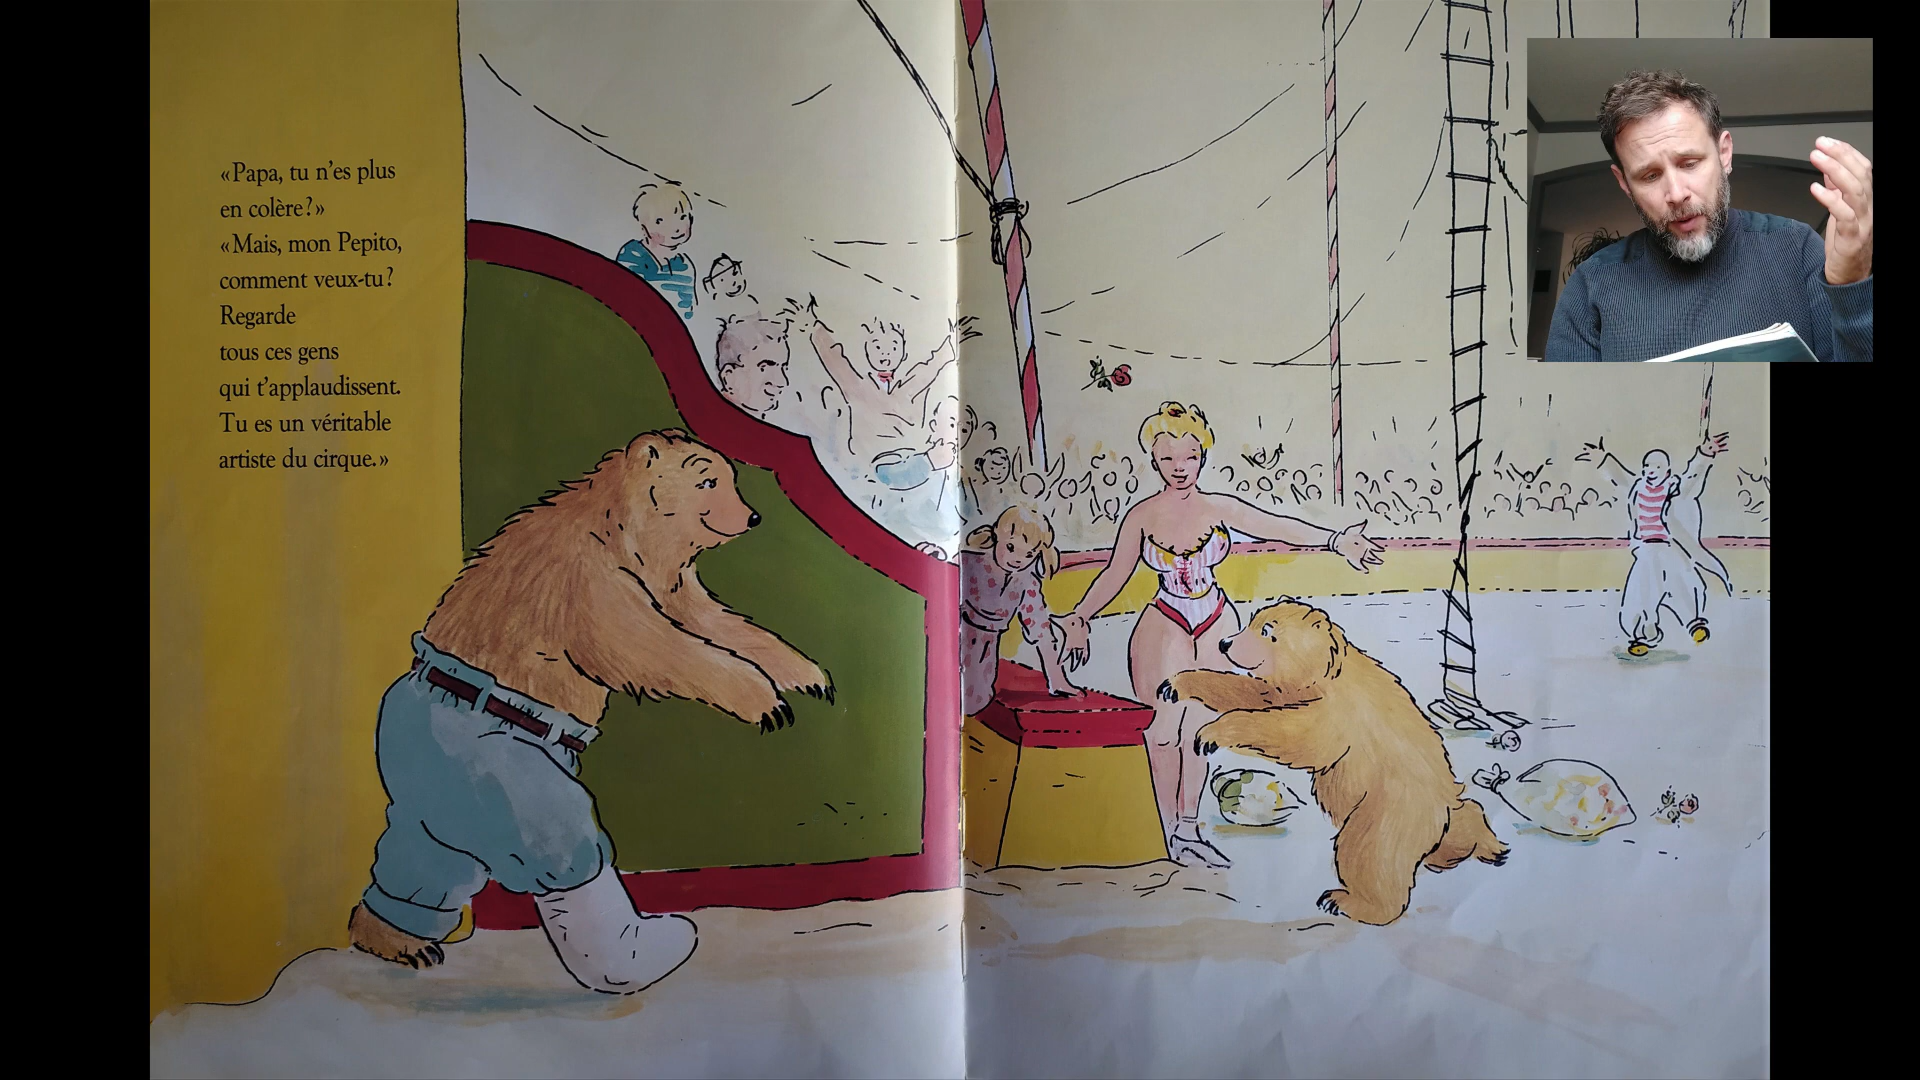 «Papa, tu n'es plus
en colère?»
«Mais, mon Pepito,
comment veux-tu?
Regarde
tous ces gens
qui t'applaudissent.
Tu es un véritable
artiste du cirque.»